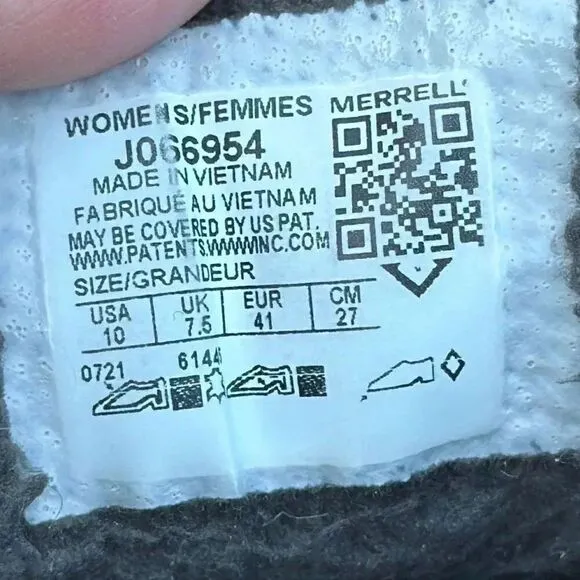 WOMENS/FEMMES MERRELL
J066954
MADE IN VIETNAM
FABRIQUÉ AU VIETNAM
MAY BE COVERED BY US PAT.
WWW.PATENTS.WWWINC.COM
SIZE/GRANDEUR
USA UK EUR CM
10 7.5 41 27
0721 6144